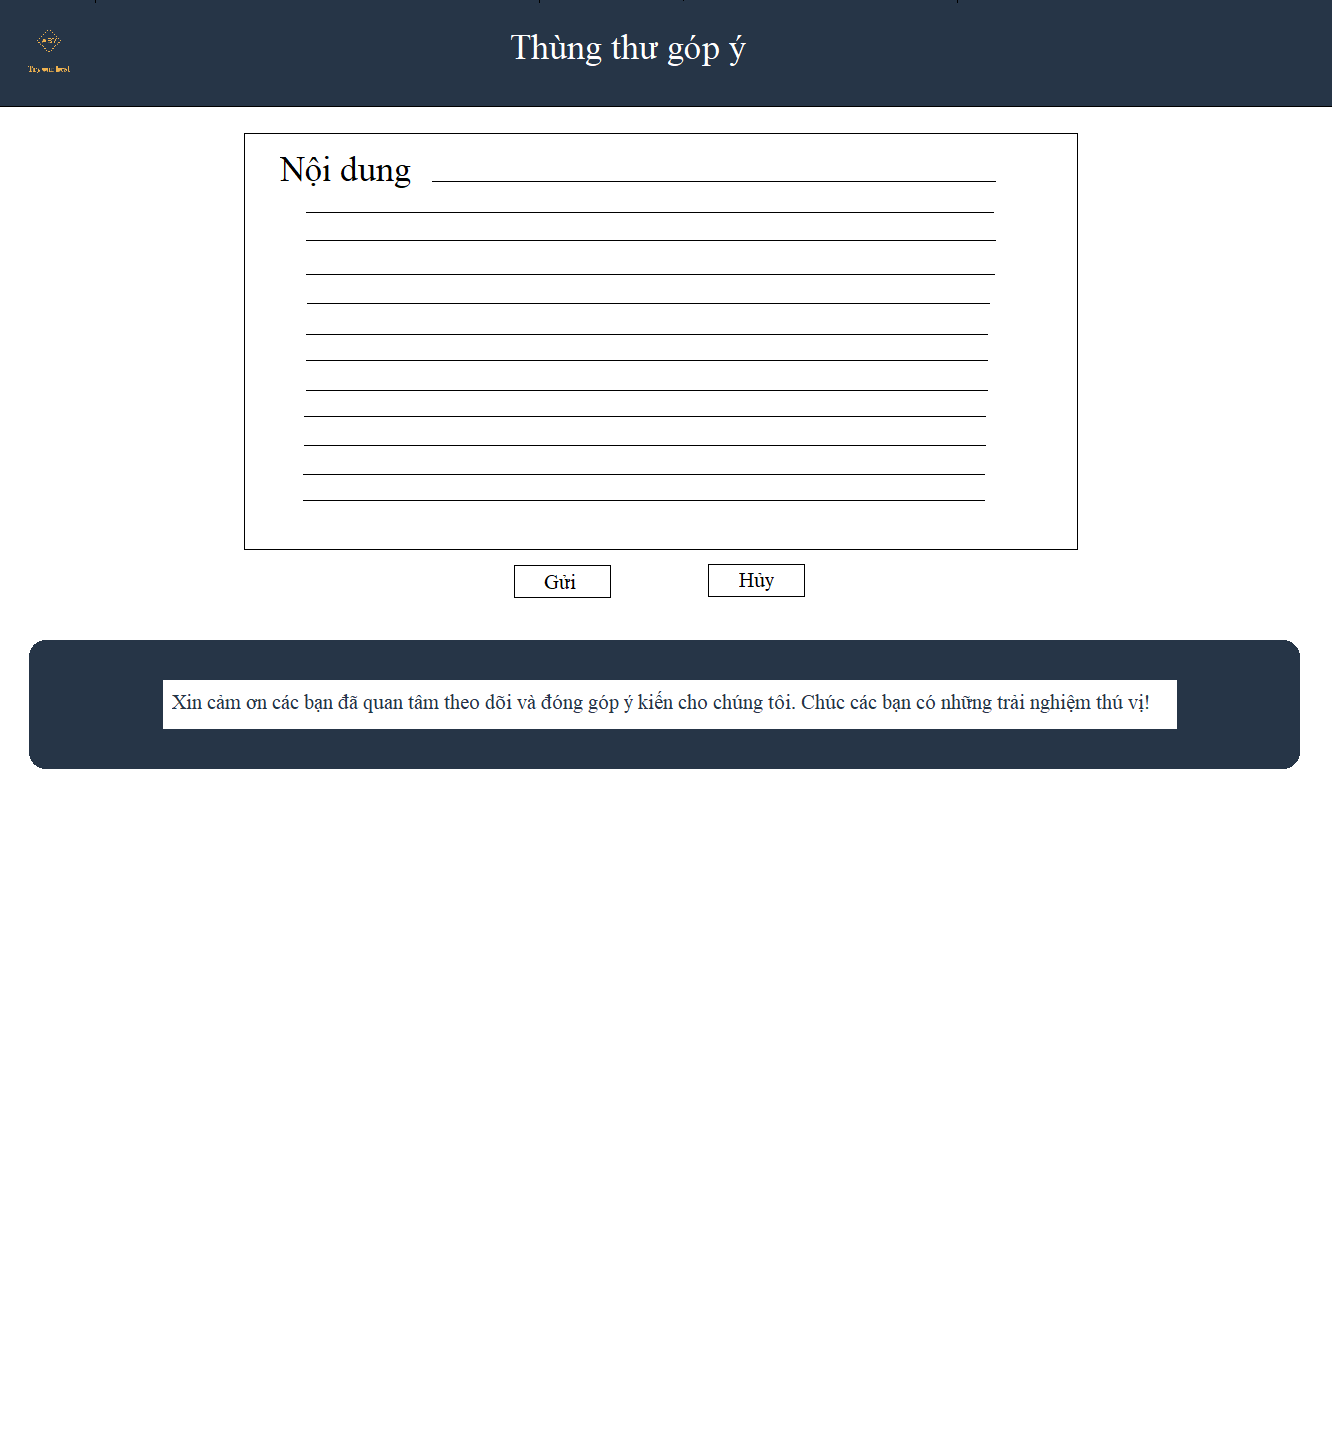 Thùng thư góp ý
Nội dung
Gửi
Hủy
Xin cảm ơn các bạn đã quan tâm theo dõi và đóng góp ý kiến cho chúng tôi. Chúc các bạn có những trải nghiệm thú vị!